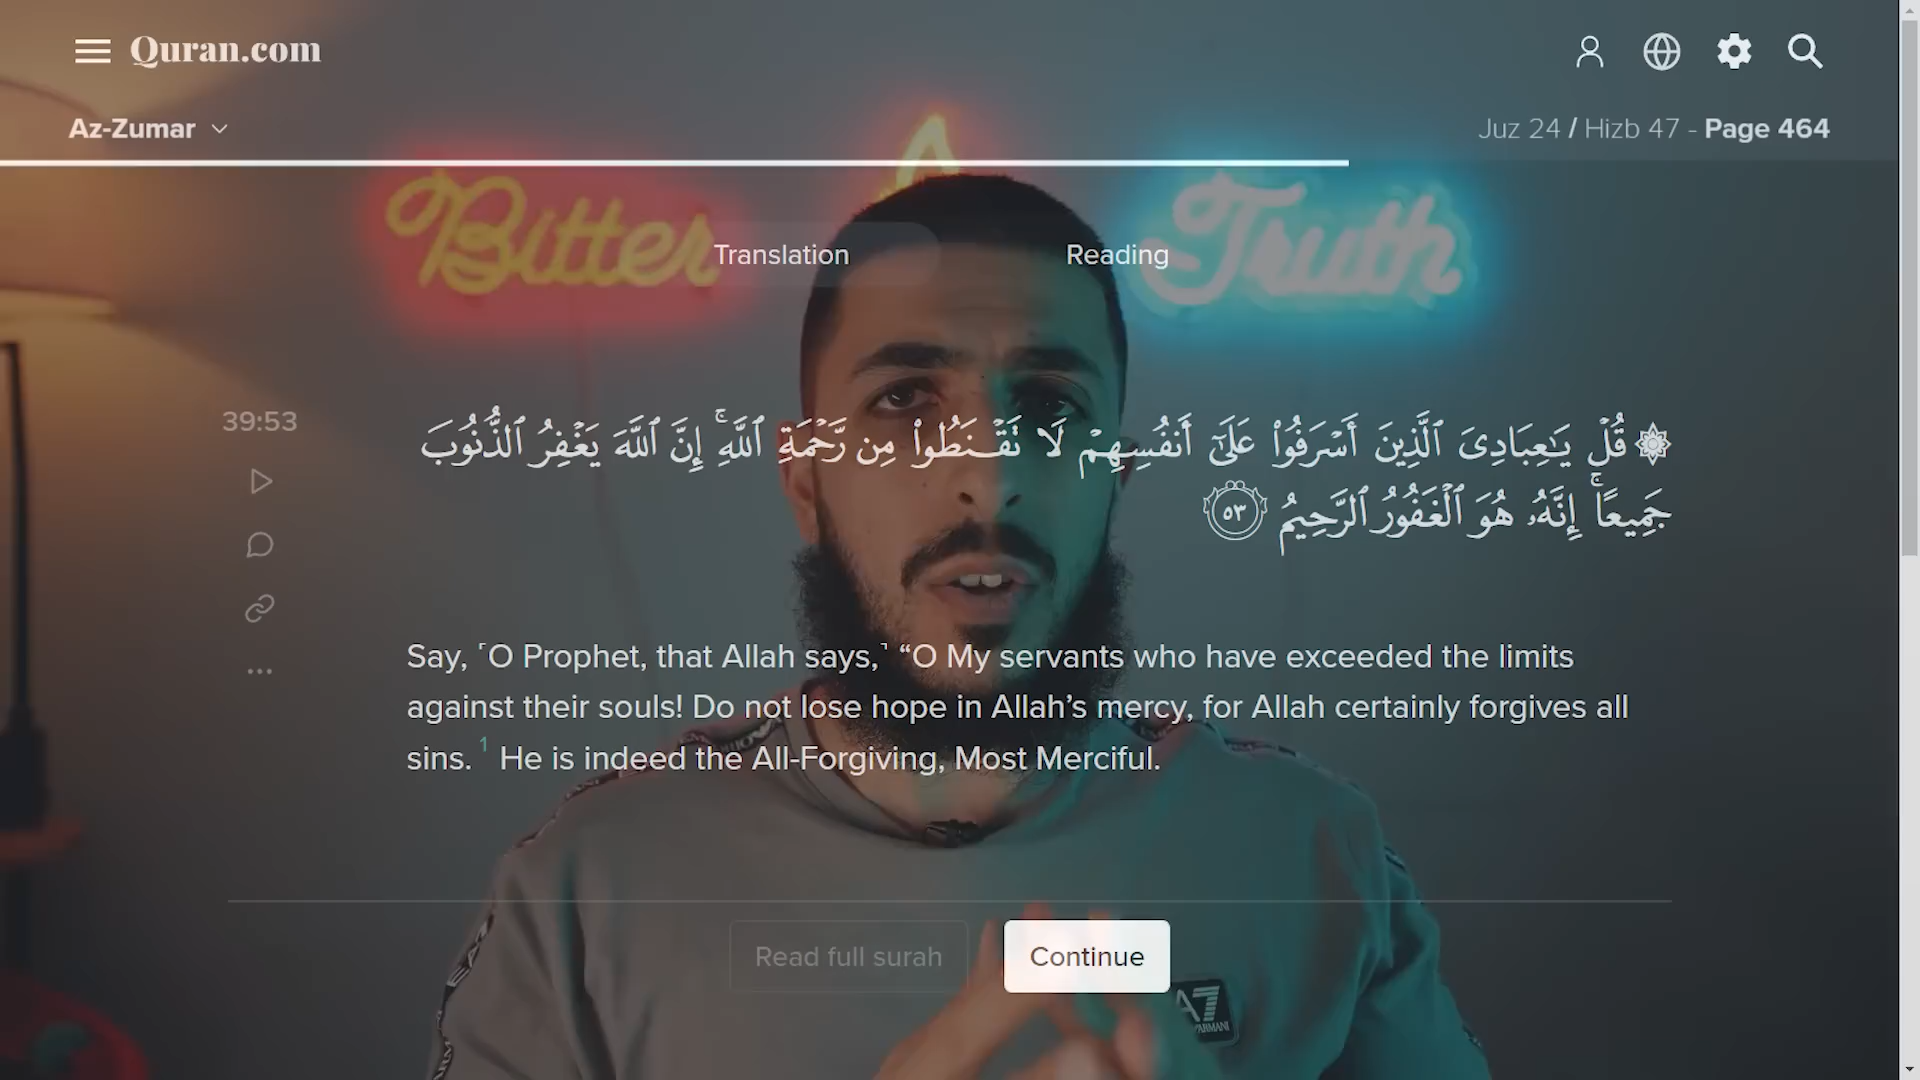 Quran.com
Az-Zumar
Juz 24 / Hizb 47 - Page 464
Bitter
Truth
Translation
Reading
39:53
۞ قُلْ يَـٰعِبَادِىَ ٱلَّذِينَ أَسْرَفُوا۟ عَلَىٰٓ أَنفُسِهِمْ لَا تَقْنَطُوا۟ مِن رَّحْمَةِ ٱللَّهِ ۚ إِنَّ ٱللَّهَ يَغْفِرُ ٱلذُّنُوبَ
جَمِيعًا ۚ إِنَّهُۥ هُوَ ٱلْغَفُورُ ٱلرَّحِيمُ ٥٣
Say, ˹O Prophet, that Allah says,˺ “O My servants who have exceeded the limits
against their souls! Do not lose hope in Allah’s mercy, for Allah certainly forgives all
sins. 1 He is indeed the All-Forgiving, Most Merciful.
Read full surah
Continue
A7